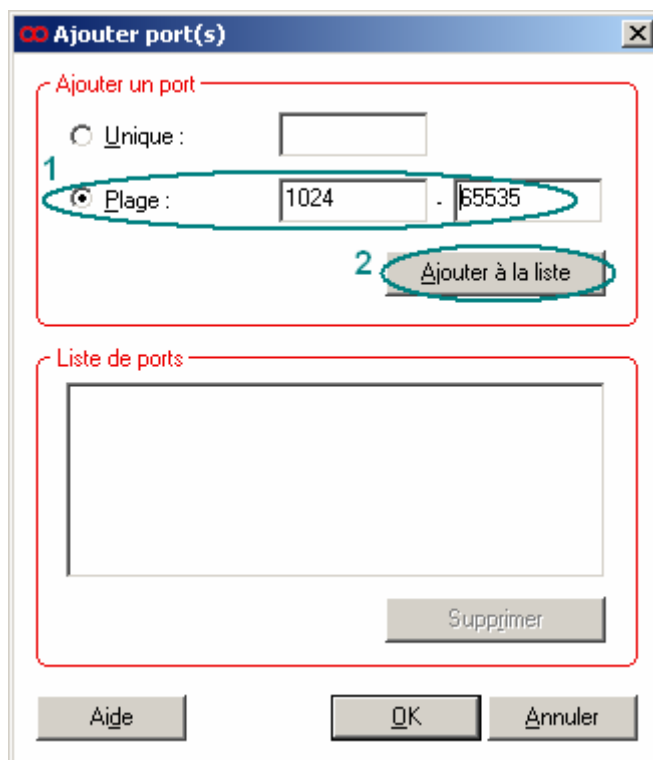 Ajouter port(s)
Ajouter un port
Unique :
1
Plage : 1024 - 65535
2 Ajouter à la liste
Liste de ports
Supprimer
Aide OK Annuler